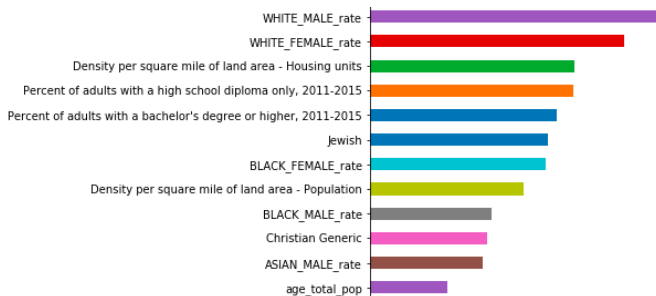 WHITE_MALE_rate
WHITE_FEMALE_rate
Density per square mile of land area - Housing units
Percent of adults with a high school diploma only, 2011-2015
Percent of adults with a bachelor's degree or higher, 2011-2015
Jewish
BLACK_FEMALE_rate
Density per square mile of land area - Population
BLACK_MALE_rate
Christian Generic
ASIAN_MALE_rate
age_total_pop